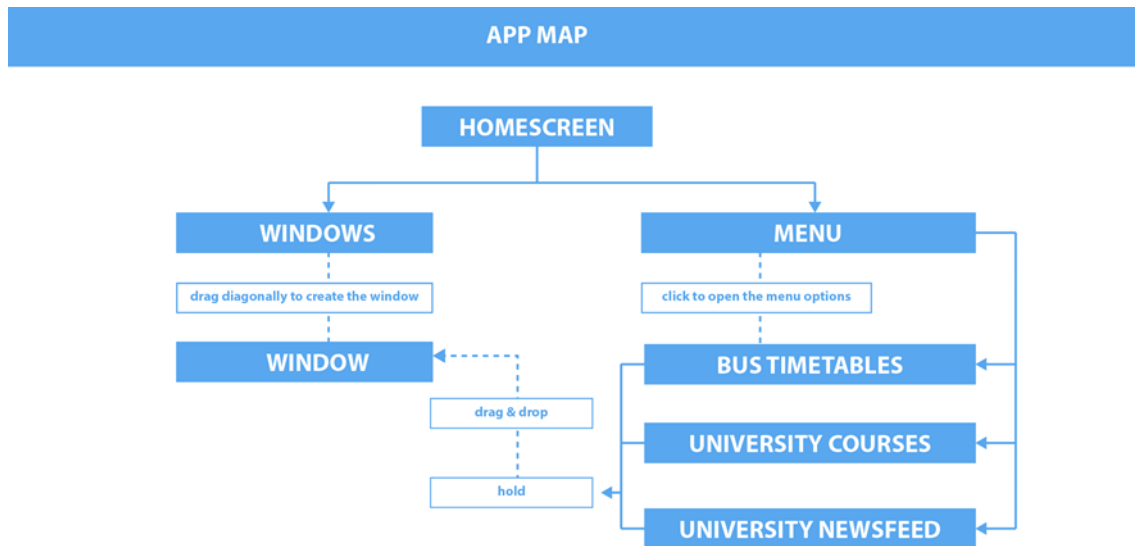 APP MAP
HOMESCREEN
WINDOWS
MENU
drag diagonally to create the window
click to open the menu options
WINDOW
BUS TIMETABLES
drag & drop
UNIVERSITY COURSES
hold
UNIVERSITY NEWSFEED